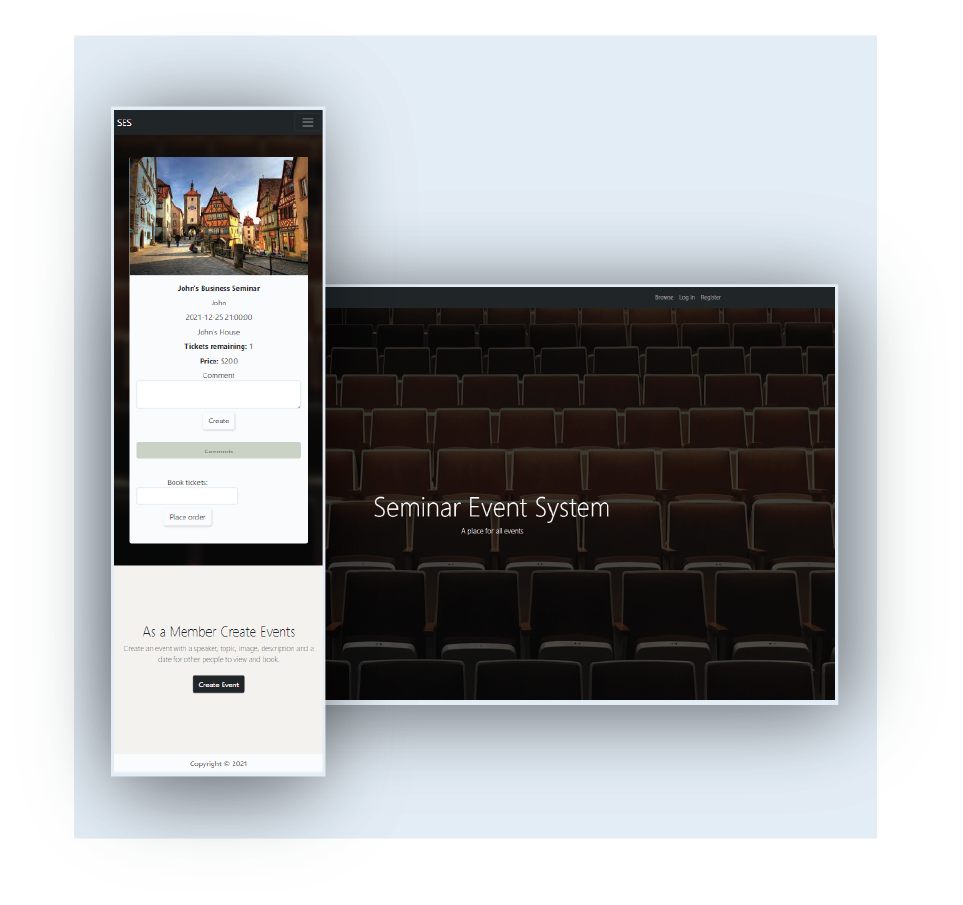 SES
John's Business Seminar
John
2021-12-25 21:00:00
John's House
Tickets remaining: 1
Price: $200
Comment
Create
Comments
Book tickets:
Place order
As a Member Create Events
Create an event with a speaker, topic, image, description and a
date for other people to view and book.
Create Event
Copyright © 2021
Browse Log In Register
Seminar Event System
A place for all events